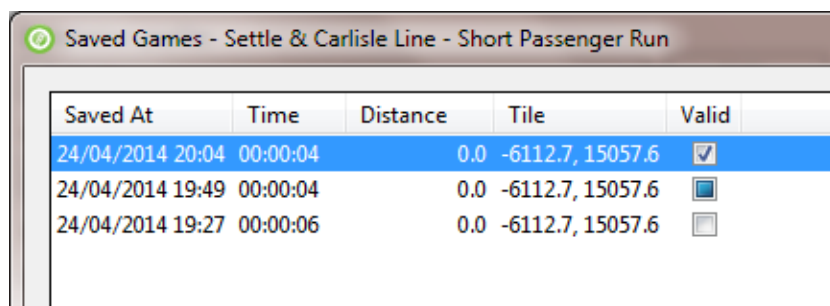 Saved Games - Settle & Carlisle Line - Short Passenger Run
Saved At Time Distance Tile Valid
24/04/2014 20:04 00:00:04 0.0 -6112.7, 15057.6
24/04/2014 19:49 00:00:04 0.0 -6112.7, 15057.6
24/04/2014 19:27 00:00:06 0.0 -6112.7, 15057.6